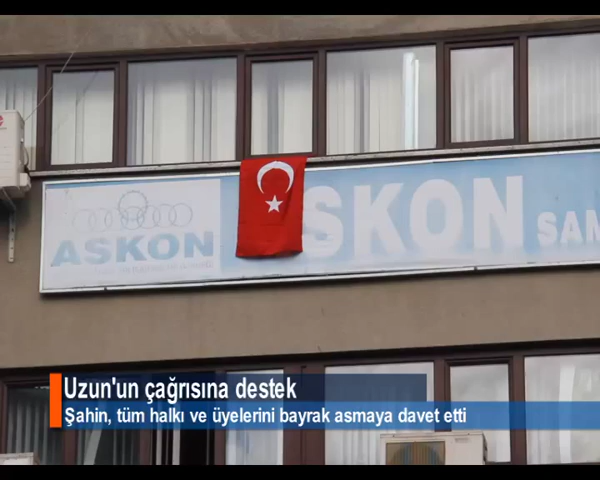 ASKON
ASKON SAM
Uzun'un çağrısına destek
Şahin, tüm halkı ve üyelerini bayrak asmaya davet etti